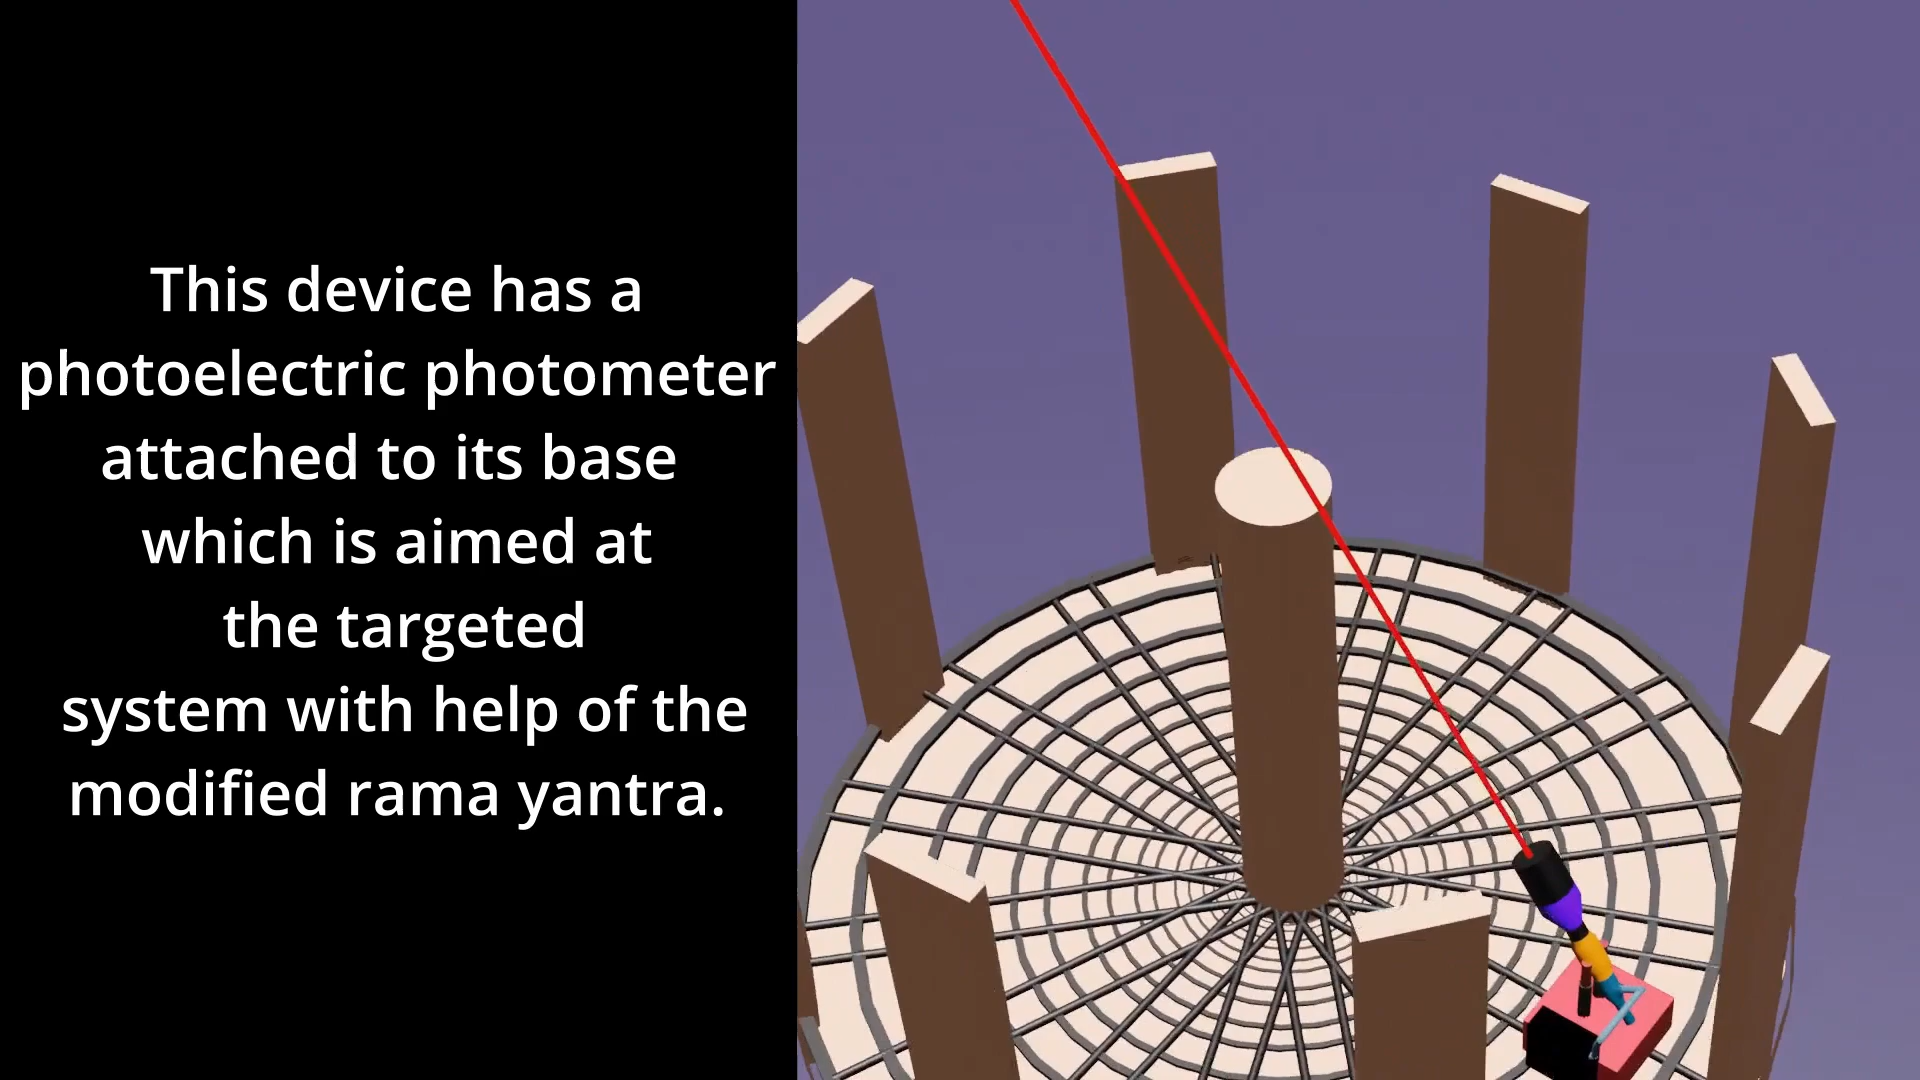 This device has a
photoelectric photometer
attached to its base
which is aimed at
the targeted
system with help of the
modified rama yantra.